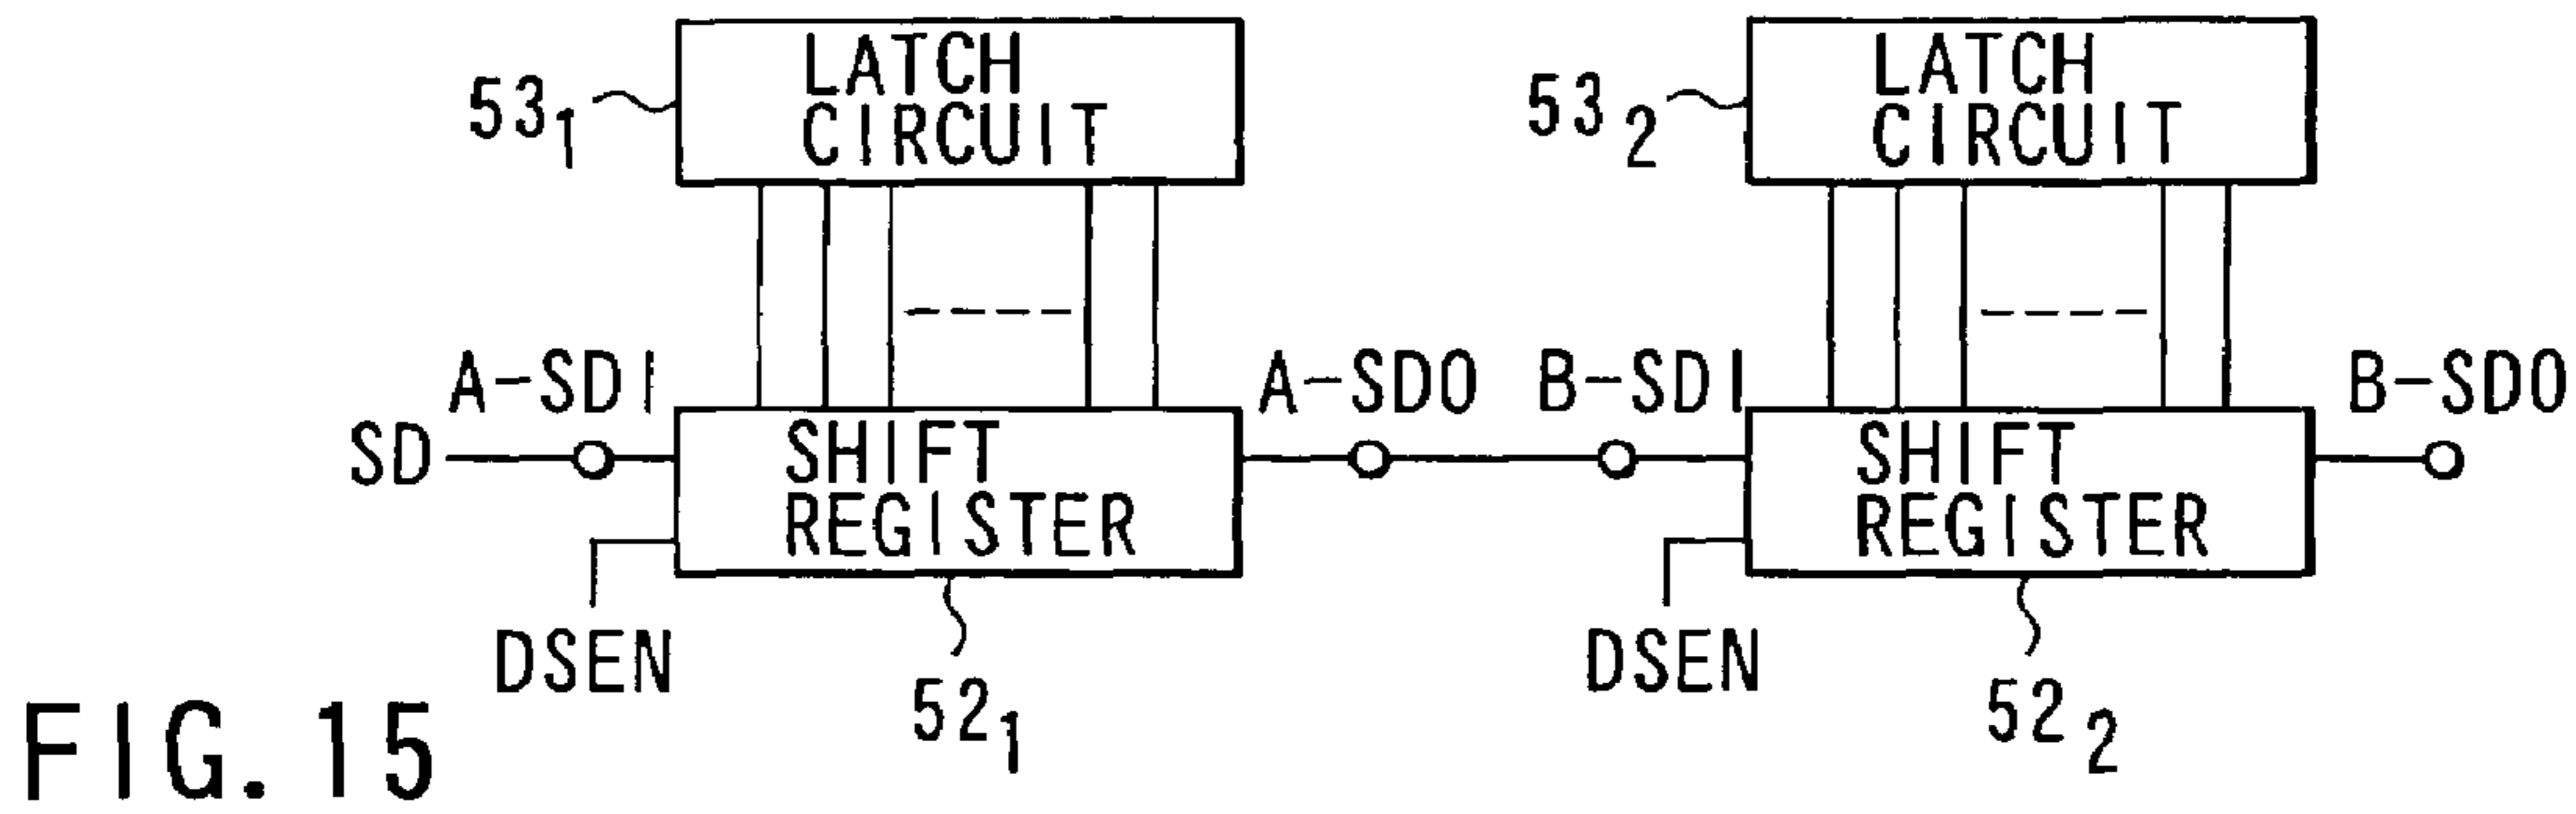 LATCH
CIRCUIT
53₁
LATCH
CIRCUIT
53₂
A-SDI
A-SDO
B-SDI
B-SDO
SD
SHIFT
REGISTER
SHIFT
REGISTER
DSEN
DSEN
52₁
52₂
FIG. 15